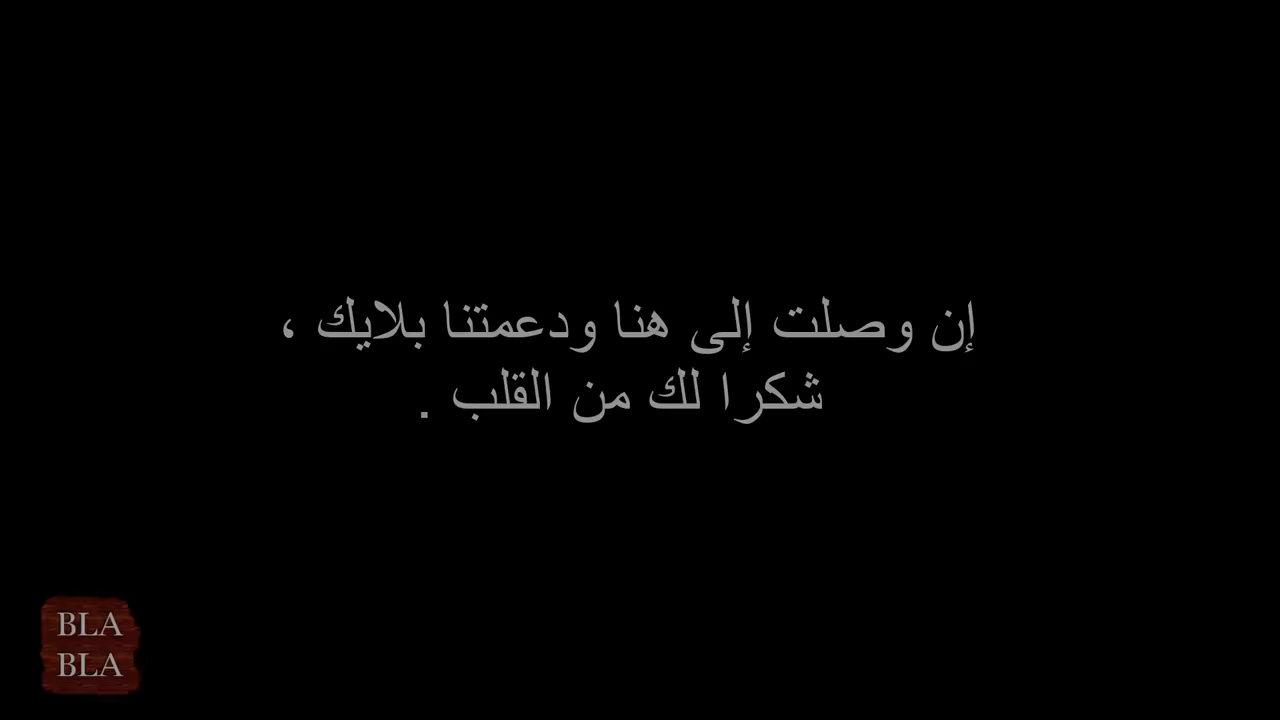 إن وصلت إلى هنا ودعمتنا بلايك ،
شكرا لك من القلب .
BLA
BLA